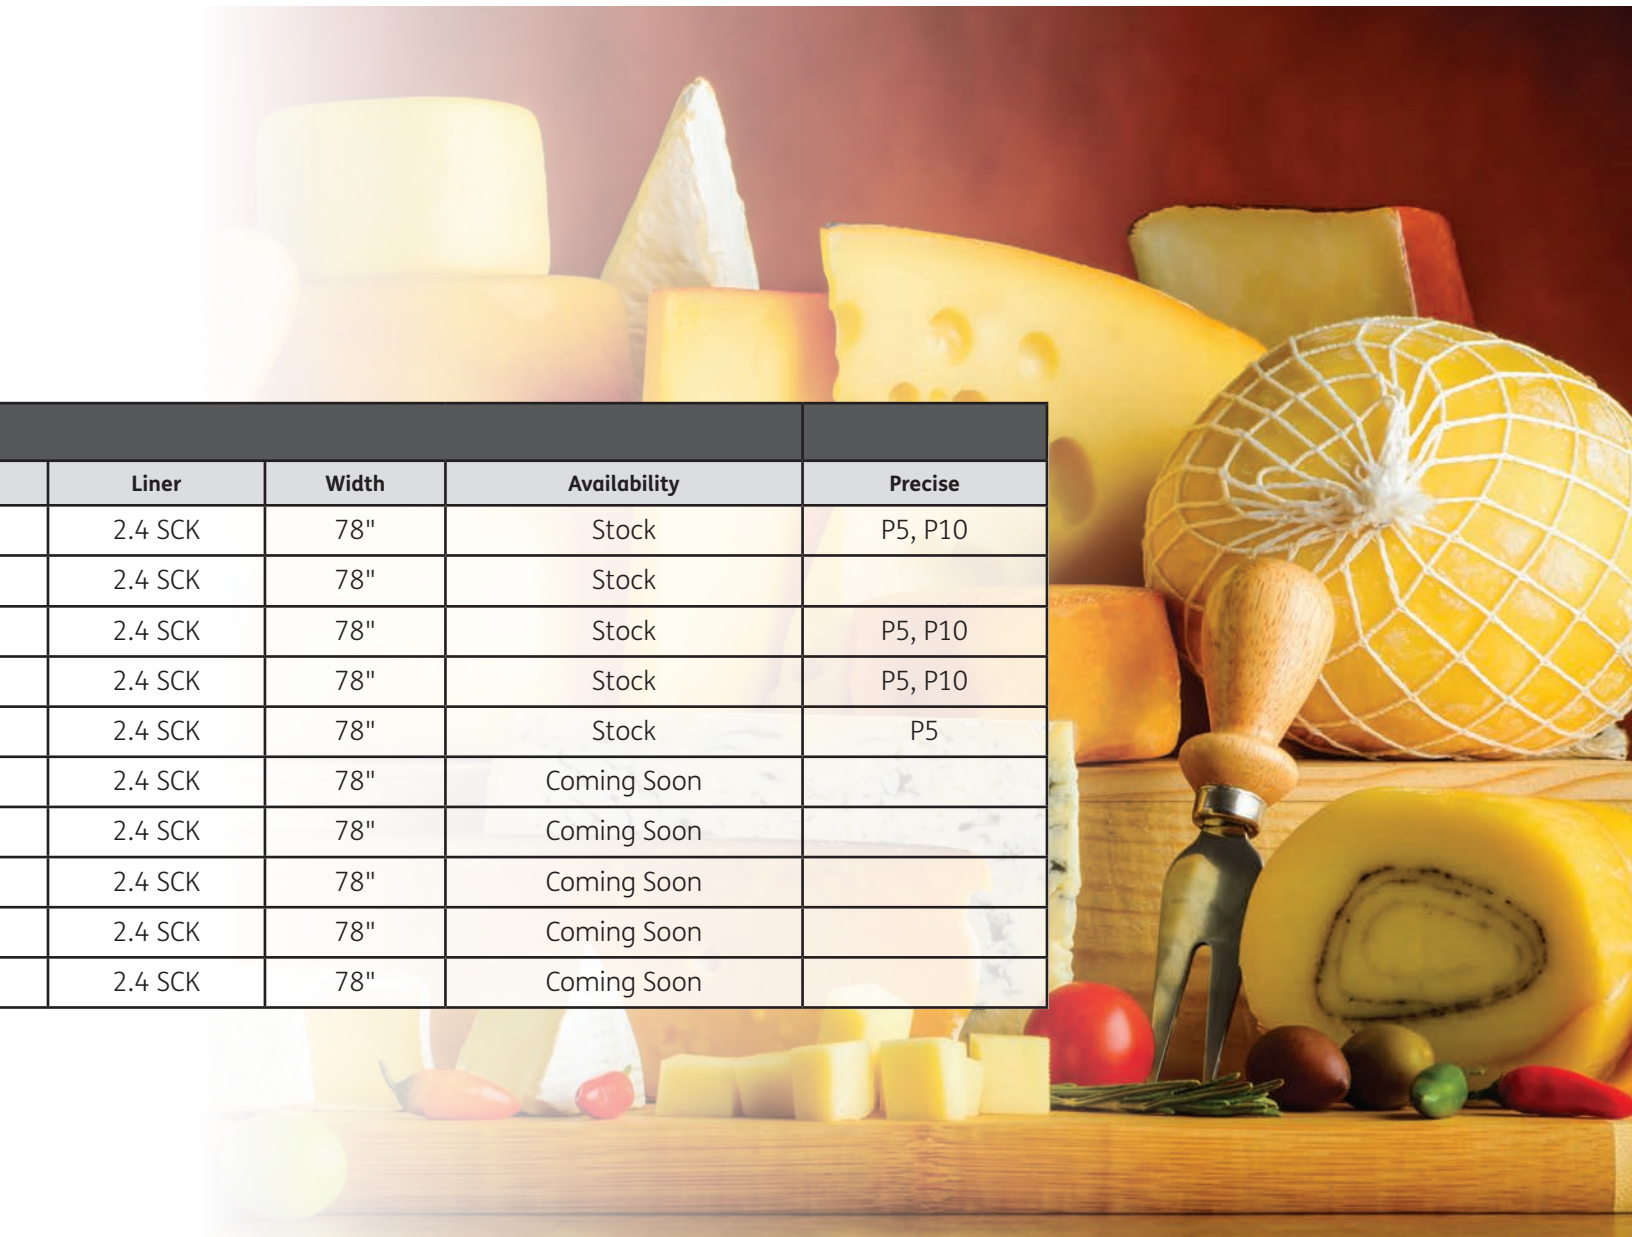 Liner Width Availability Precise
2.4 SCK 78" Stock P5, P10
2.4 SCK 78" Stock
2.4 SCK 78" Stock P5, P10
2.4 SCK 78" Stock P5, P10
2.4 SCK 78" Stock P5
2.4 SCK 78" Coming Soon
2.4 SCK 78" Coming Soon
2.4 SCK 78" Coming Soon
2.4 SCK 78" Coming Soon
2.4 SCK 78" Coming Soon